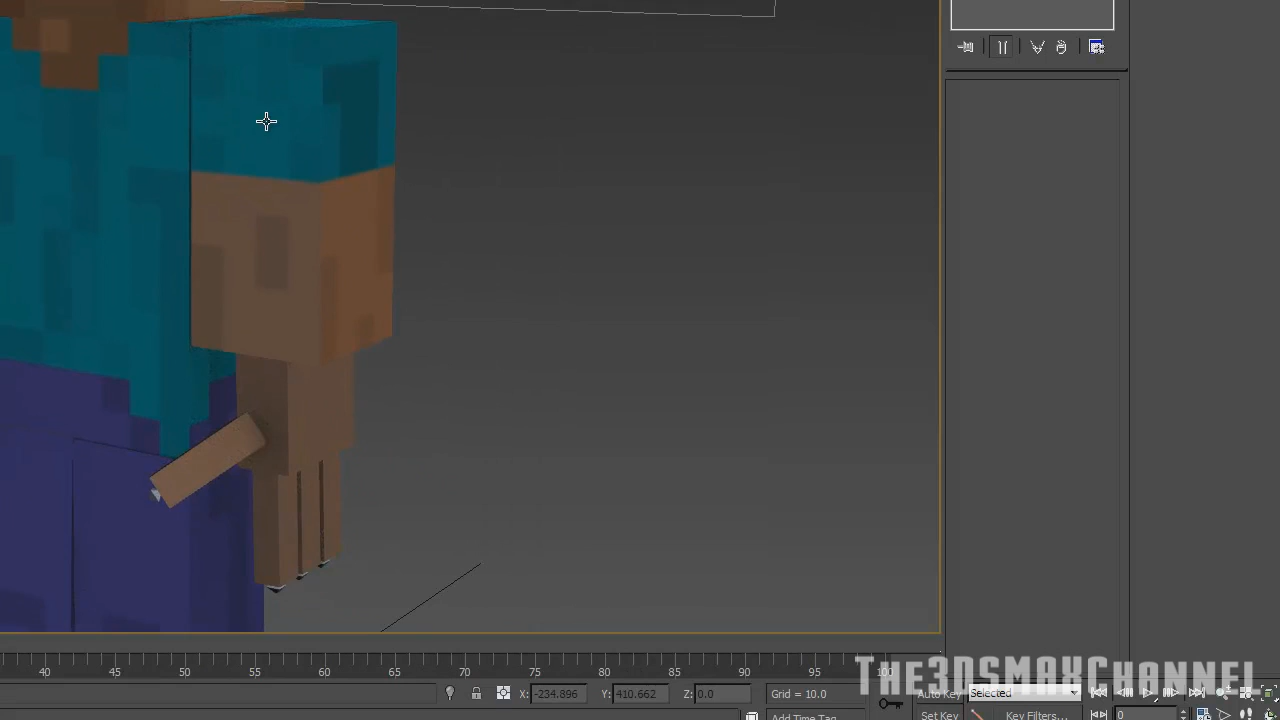 40 45 50 55 60 65 70 75 80 85 90 95 100
X: -234.896 Y: 410.662 Z: 0.0 Grid = 10.0 Auto Key Selected
Add Time Tag Set Key Key Filters... 0
THE3DSMAXCHANNEL